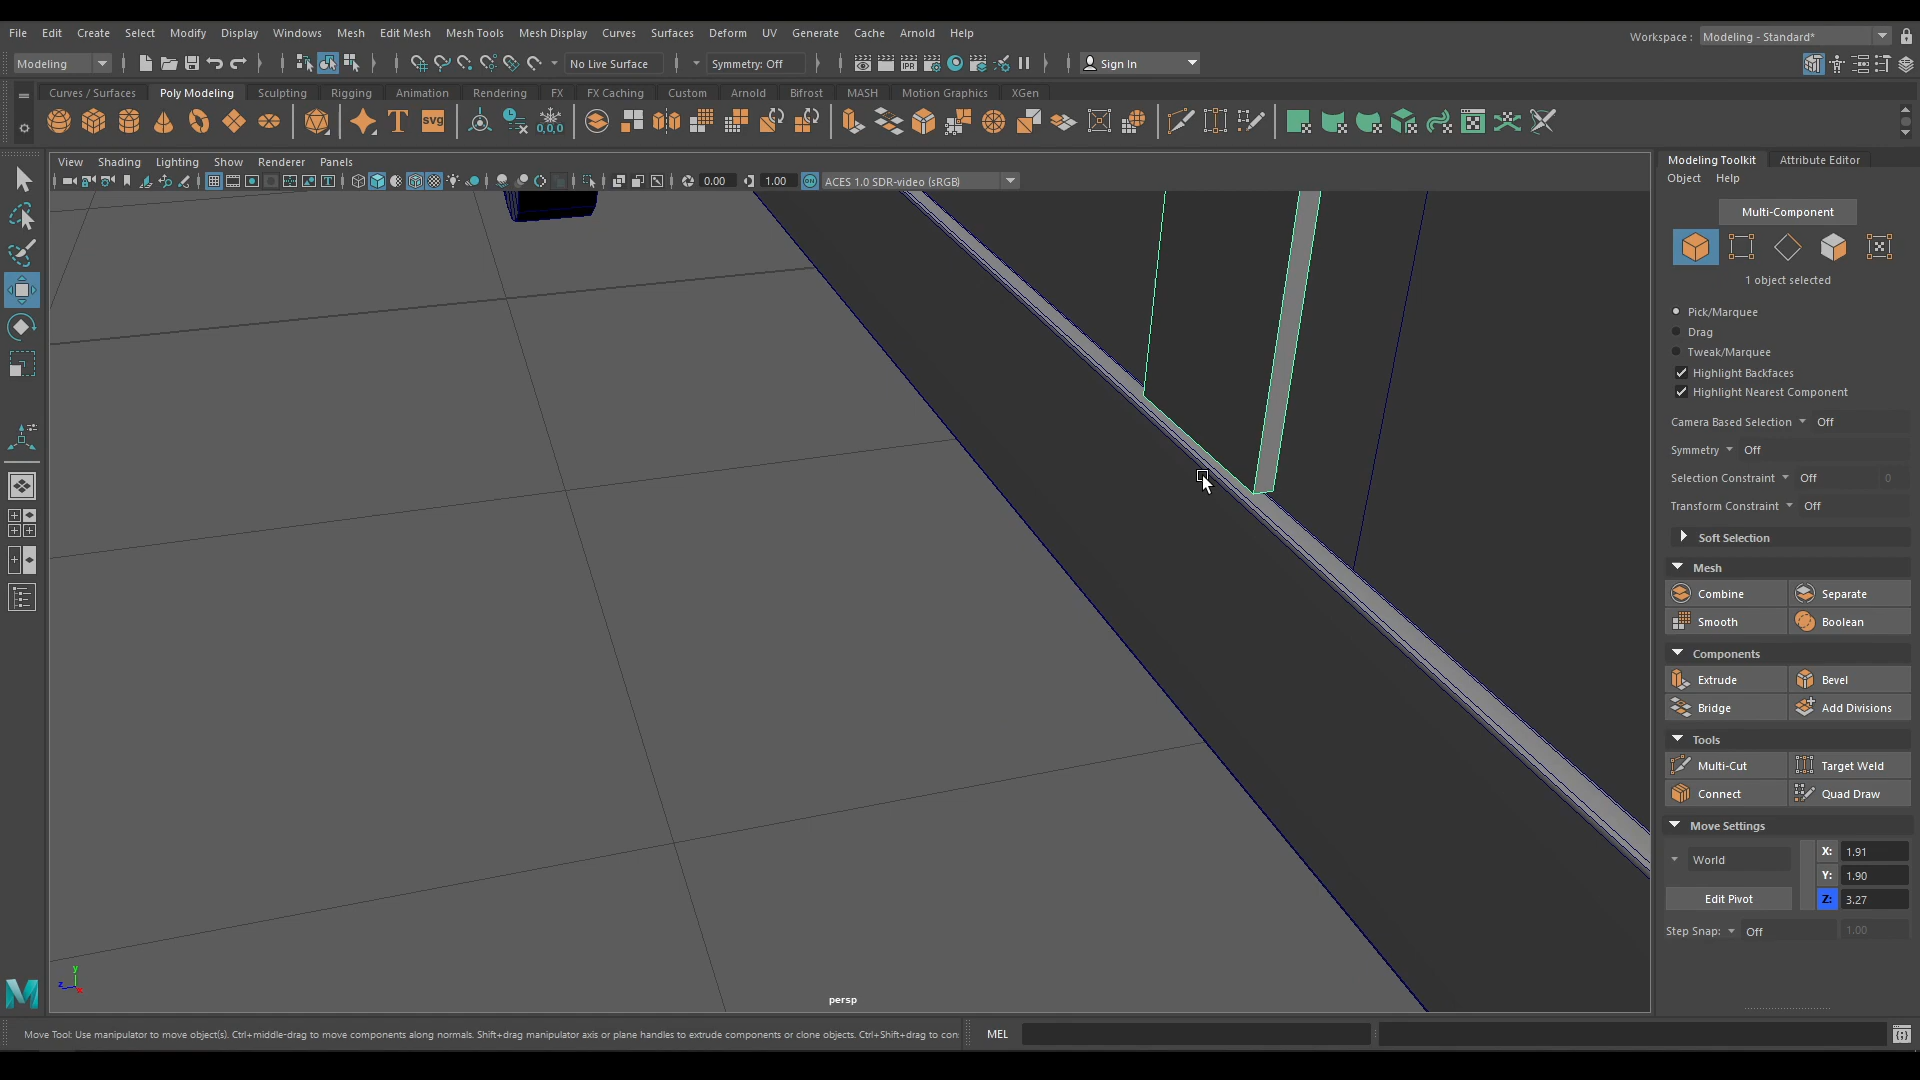 File Edit Create Select Modify Display Windows Mesh Edit Mesh Mesh Tools Mesh Display Curves Surfaces Deform UV Generate Cache Arnold Help
Workspace : Modeling - Standard*
Modeling No Live Surface Symmetry: Off Sign In
IPR
Curves / Surfaces Poly Modeling Sculpting Rigging Animation Rendering FX FX Caching Custom Arnold Bifrost MASH Motion Graphics XGen
T svg 0,0,0
View Shading Lighting Show Renderer Panels
0.00 1.00 ON ACES 1.0 SDR-video (sRGB)
Modeling Toolkit Attribute Editor
Object Help
Multi-Component
1 object selected
Pick/Marquee
Drag
Tweak/Marquee
Highlight Backfaces
Highlight Nearest Component
Camera Based Selection Off
Symmetry Off
Selection Constraint Off 0
Transform Constraint Off
Soft Selection
Mesh
Combine Separate
Smooth Boolean
Components
Extrude Bevel
Bridge Add Divisions
Tools
Multi-Cut Target Weld
Connect Quad Draw
Move Settings
World X: 1.91
Y: 1.90
Edit Pivot Z: 3.27
Step Snap: Off 1.00
y
z x
persp
M
Move Tool: Use manipulator to move object(s). Ctrl+middle-drag to move components along normals. Shift+drag manipulator axis or plane handles to extrude components or clone objects. Ctrl+Shift+drag to con
MEL